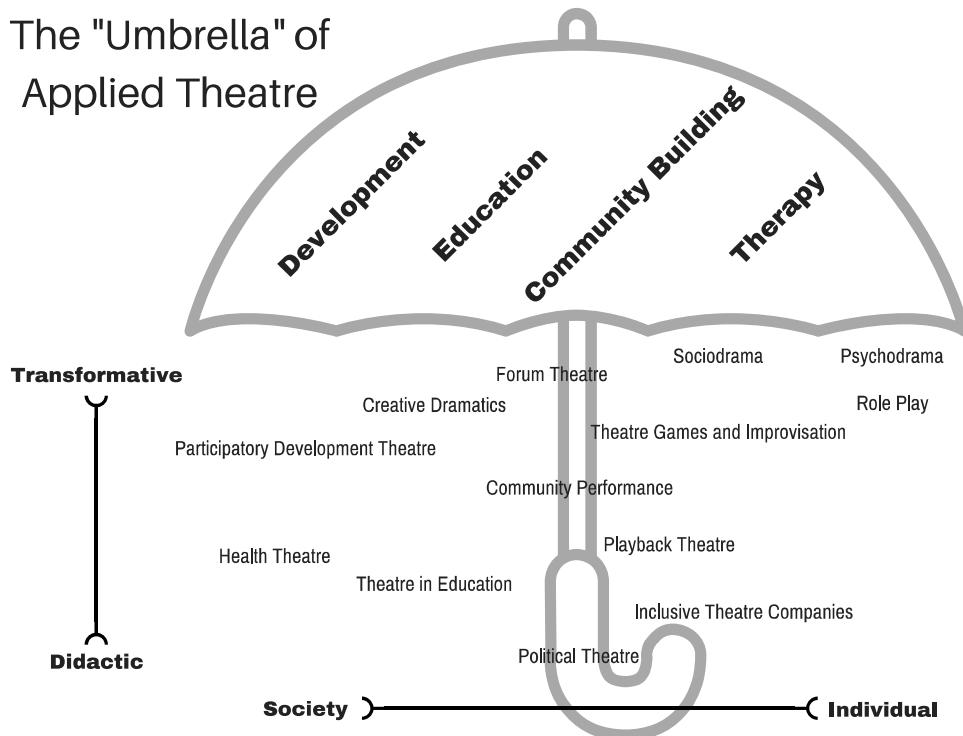 The "Umbrella" of
Applied Theatre
Development
Education
Community Building
Therapy
Sociodrama
Psychodrama
Transformative
Forum Theatre
Creative Dramatics
Role Play
Theatre Games and Improvisation
Participatory Development Theatre
Community Performance
Playback Theatre
Health Theatre
Theatre in Education
Inclusive Theatre Companies
Didactic
Political Theatre
Society
Individual